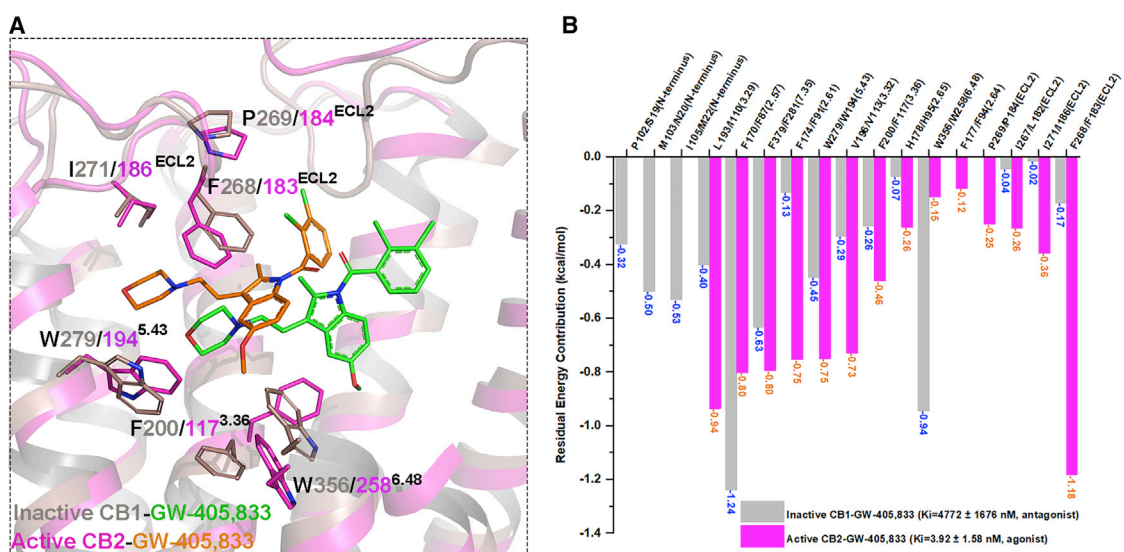 A
P269/184ECL2
I271/186ECL2
F268/183ECL2
W279/1945.43
F200/1173.36
W356/2586.48
Inactive CB1-GW-405,833
Active CB2-GW-405,833
B
P102/S19(N-terminus)
M103/N20(N-terminus)
I105/M22(N-terminus)
L193/I110(3.29)
F170/F87(2.57)
F379/F281(7.35)
F174/F91(2.61)
W279/W194(5.43)
V196/V113(3.32)
F200/F117(3.36)
H178/H95(2.65)
W356/W258(6.48)
F177/F94(2.64)
P269/P184(ECL2)
I267/L182(ECL2)
I271/I186(ECL2)
F268/F183(ECL2)
Residual Energy Contribution (kcal/mol)
0.0
-0.2
-0.4
-0.6
-0.8
-1.0
-1.2
-1.4
-0.32
-0.50
-0.53
-0.40
-0.94
-1.24
-0.80
-0.63
-0.80
-0.13
-0.75
-0.45
-0.75
-0.29
-0.73
-0.26
-0.46
-0.07
-0.26
-0.94
-0.15
-0.12
-0.25
-0.04
-0.26
-0.02
-0.36
-0.17
-1.18
Inactive CB1-GW-405,833 (Ki=4772 ± 1676 nM, antagonist)
Active CB2-GW-405,833 (Ki=3.92 ± 1.58 nM, agonist)